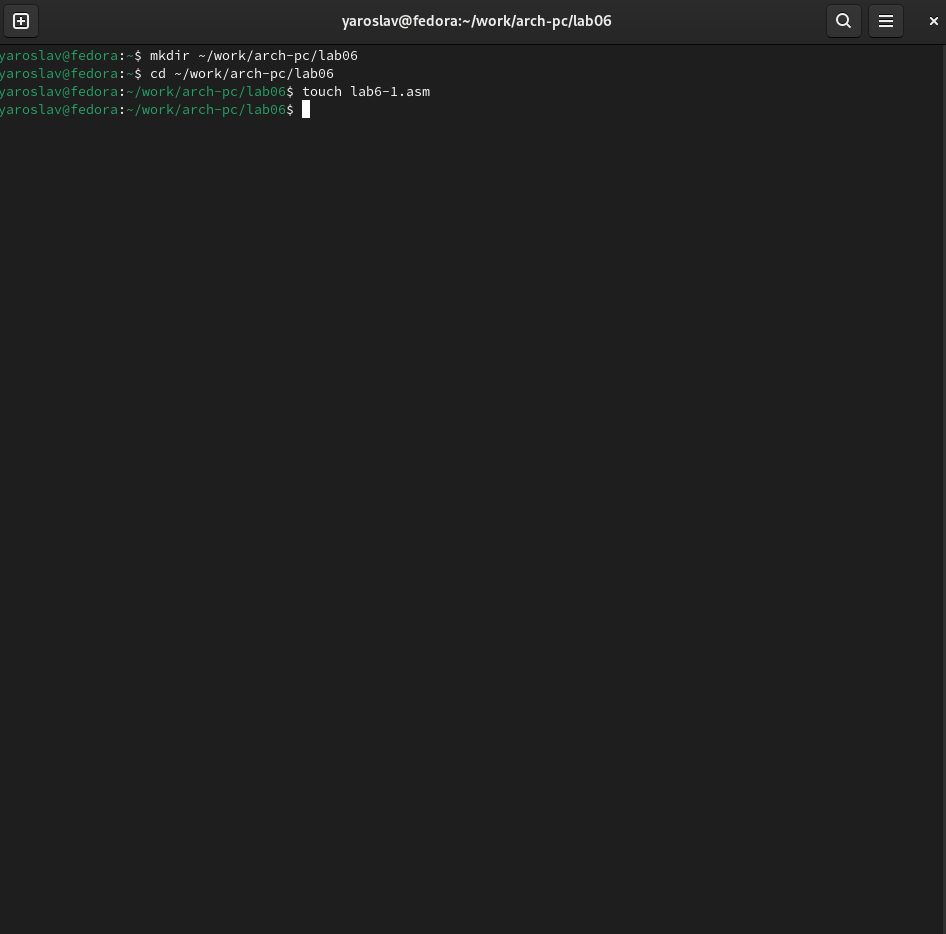 yaroslav@fedora:~/work/arch-pc/lab06
yaroslav@fedora:~$ mkdir ~/work/arch-pc/lab06
yaroslav@fedora:~$ cd ~/work/arch-pc/lab06
yaroslav@fedora:~/work/arch-pc/lab06$ touch lab6-1.asm
yaroslav@fedora:~/work/arch-pc/lab06$